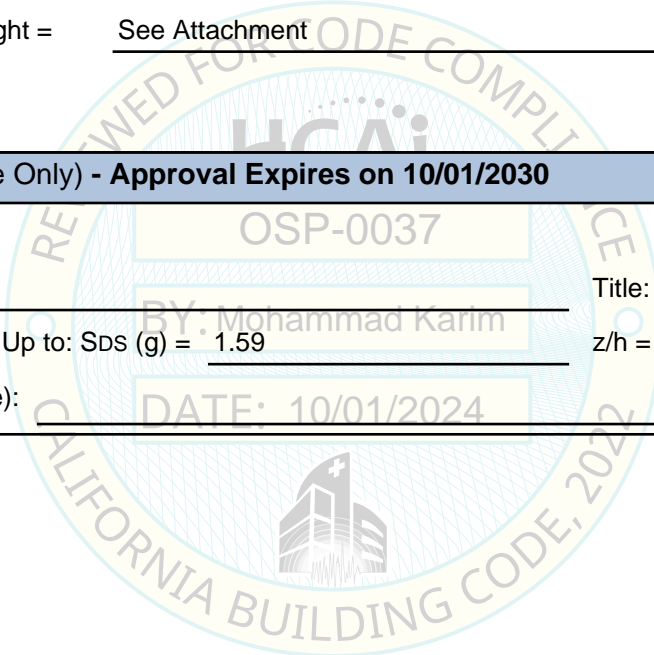 ght = See Attachment
REVIEWED FOR CODE COMPLIANCE
HCAi
e Only) - Approval Expires on 10/01/2030
OSP-0037
Title:
BY: Mohammad Karim
Up to: SDS (g) = 1.59 z/h =
e):
DATE: 10/01/2024
CALIFORNIA BUILDING CODE, 2022